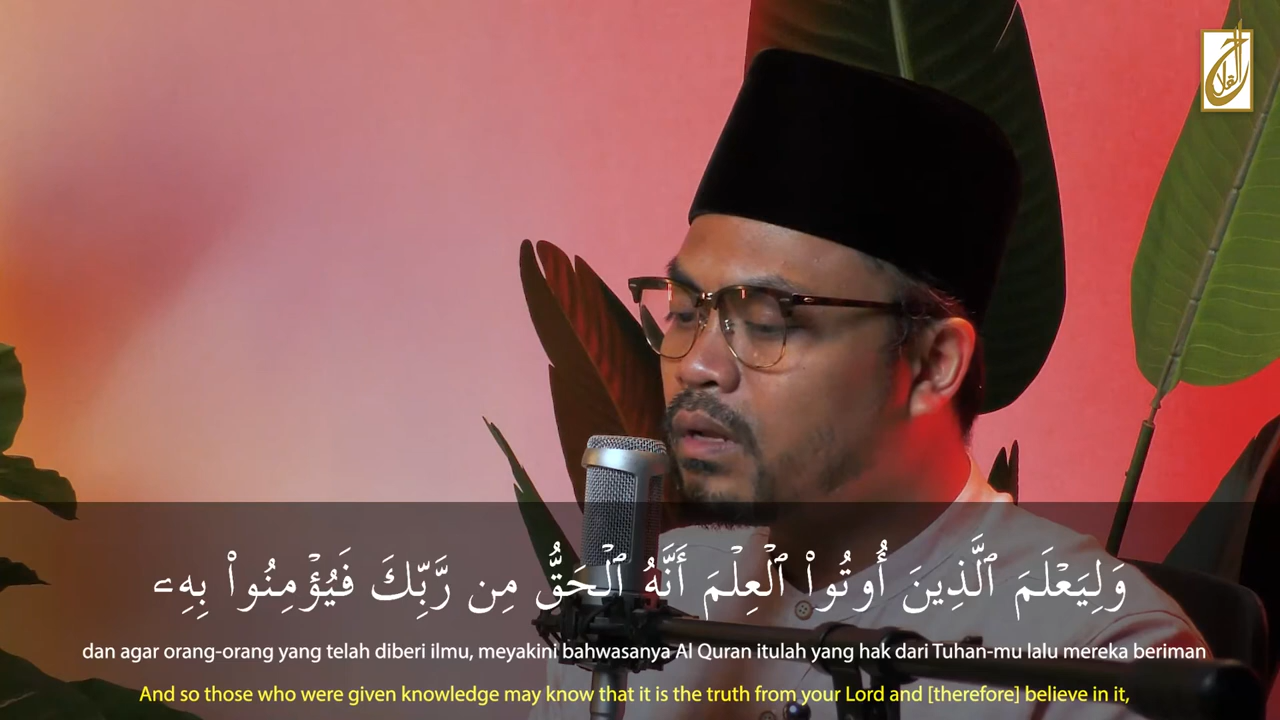 وَلِيَعْلَمَ ٱلَّذِينَ أُوتُوا۟ ٱلْعِلْمَ أَنَّهُ ٱلْحَقُّ مِن رَّبِّكَ فَيُؤْمِنُوا۟ بِهِۦ
dan agar orang-orang yang telah diberi ilmu, meyakini bahwasanya Al Quran itulah yang hak dari Tuhan-mu lalu mereka beriman
And so those who were given knowledge may know that it is the truth from your Lord and [therefore] believe in it,